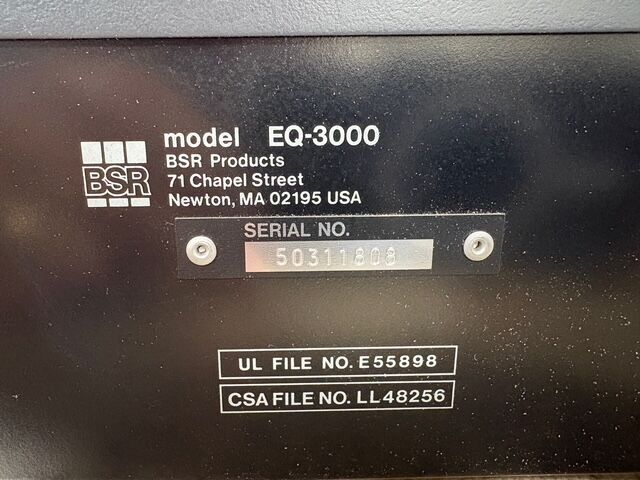 model EQ-3000
BSR Products
BSR
71 Chapel Street
Newton, MA 02195 USA
SERIAL NO.
50311808
UL FILE NO. E55898
CSA FILE NO. LL48256